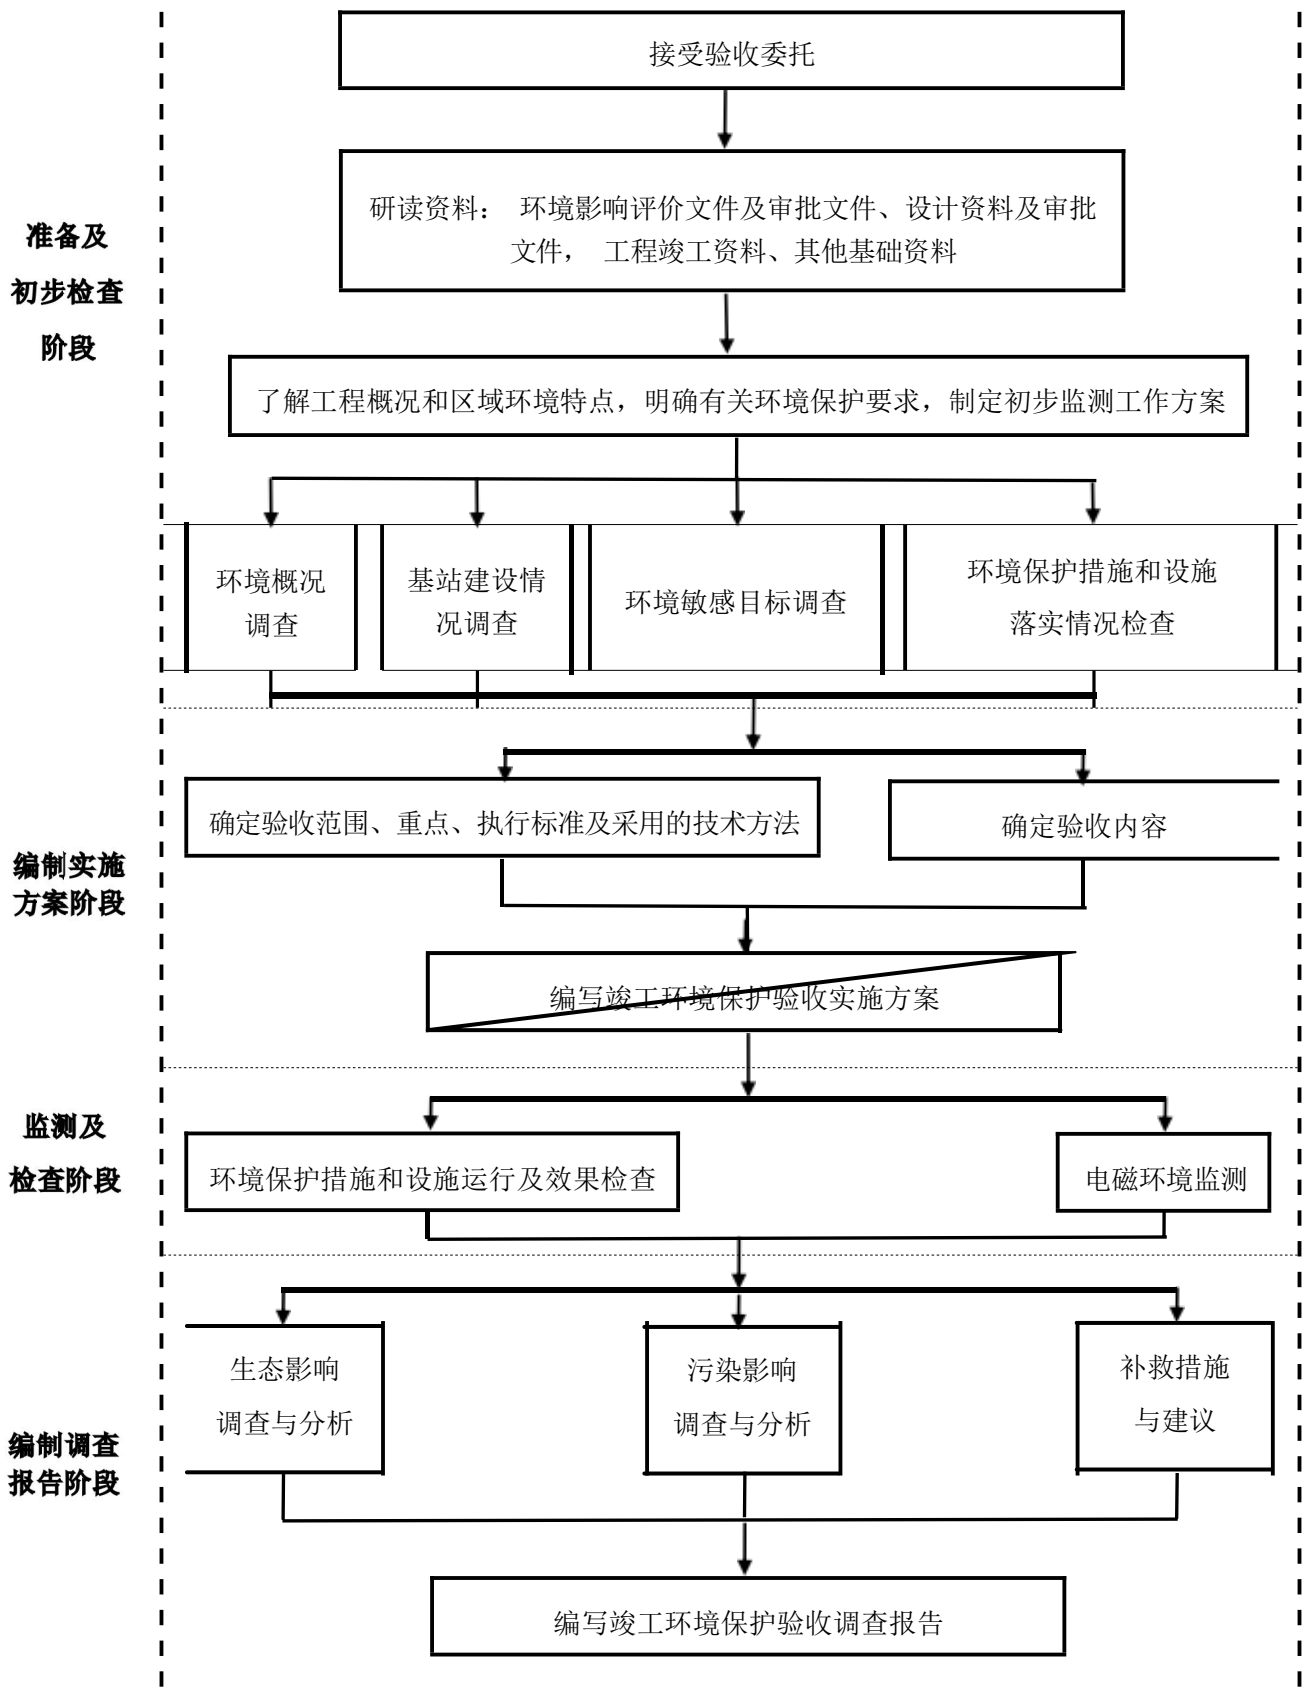 接受验收委托
研读资料： 环境影响评价文件及审批文件、设计资料及审批
文件， 工程竣工资料、其他基础资料
准备及
初步检查
阶段
了解工程概况和区域环境特点，明确有关环境保护要求，制定初步监测工作方案
环境概况
调查
基站建设情
况调查
环境敏感目标调查
环境保护措施和设施
落实情况检查
确定验收范围、重点、执行标准及采用的技术方法
确定验收内容
编制实施
方案阶段
编写竣工环境保护验收实施方案
监测及
检查阶段
环境保护措施和设施运行及效果检查
电磁环境监测
生态影响
调查与分析
污染影响
调查与分析
补救措施
与建议
编制调查
报告阶段
编写竣工环境保护验收调查报告